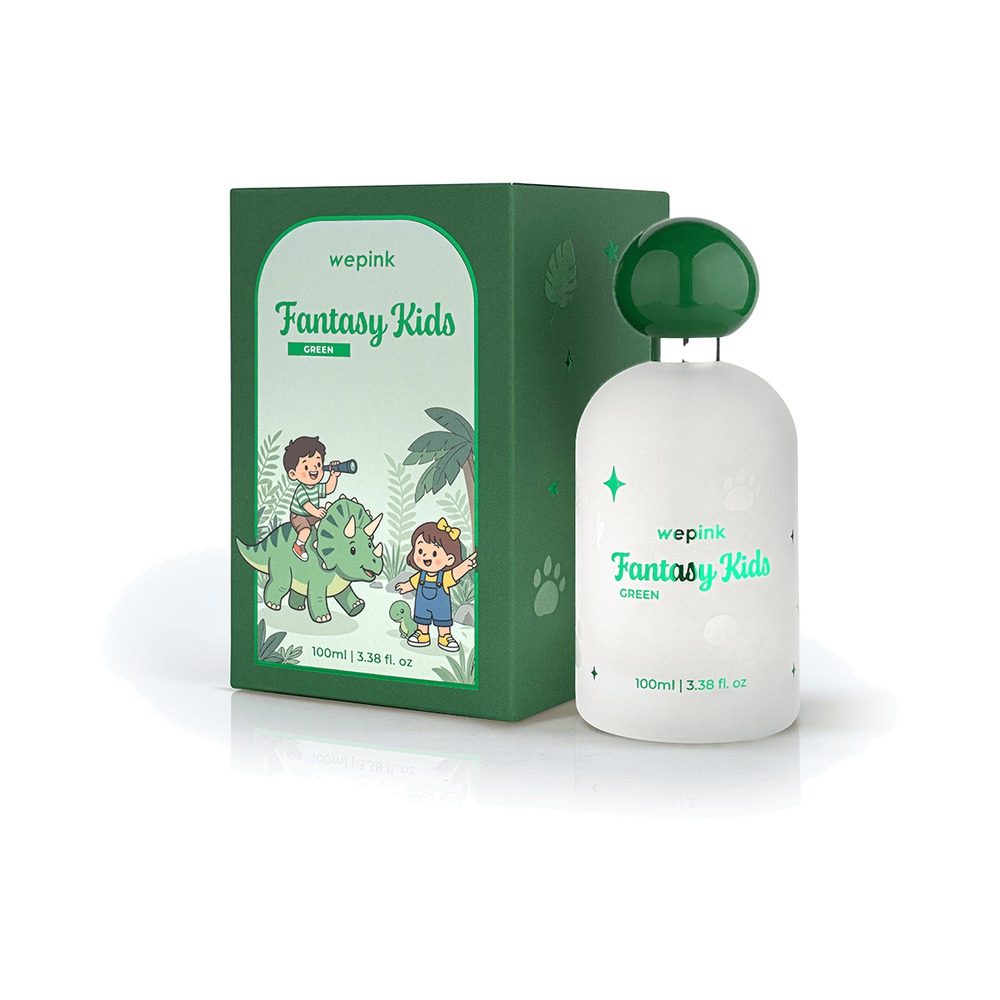 wepink
Fantasy Kids
GREEN
100ml | 3.38 fl. oz
wepink
Fantasy Kids
GREEN
100ml | 3.38 fl. oz